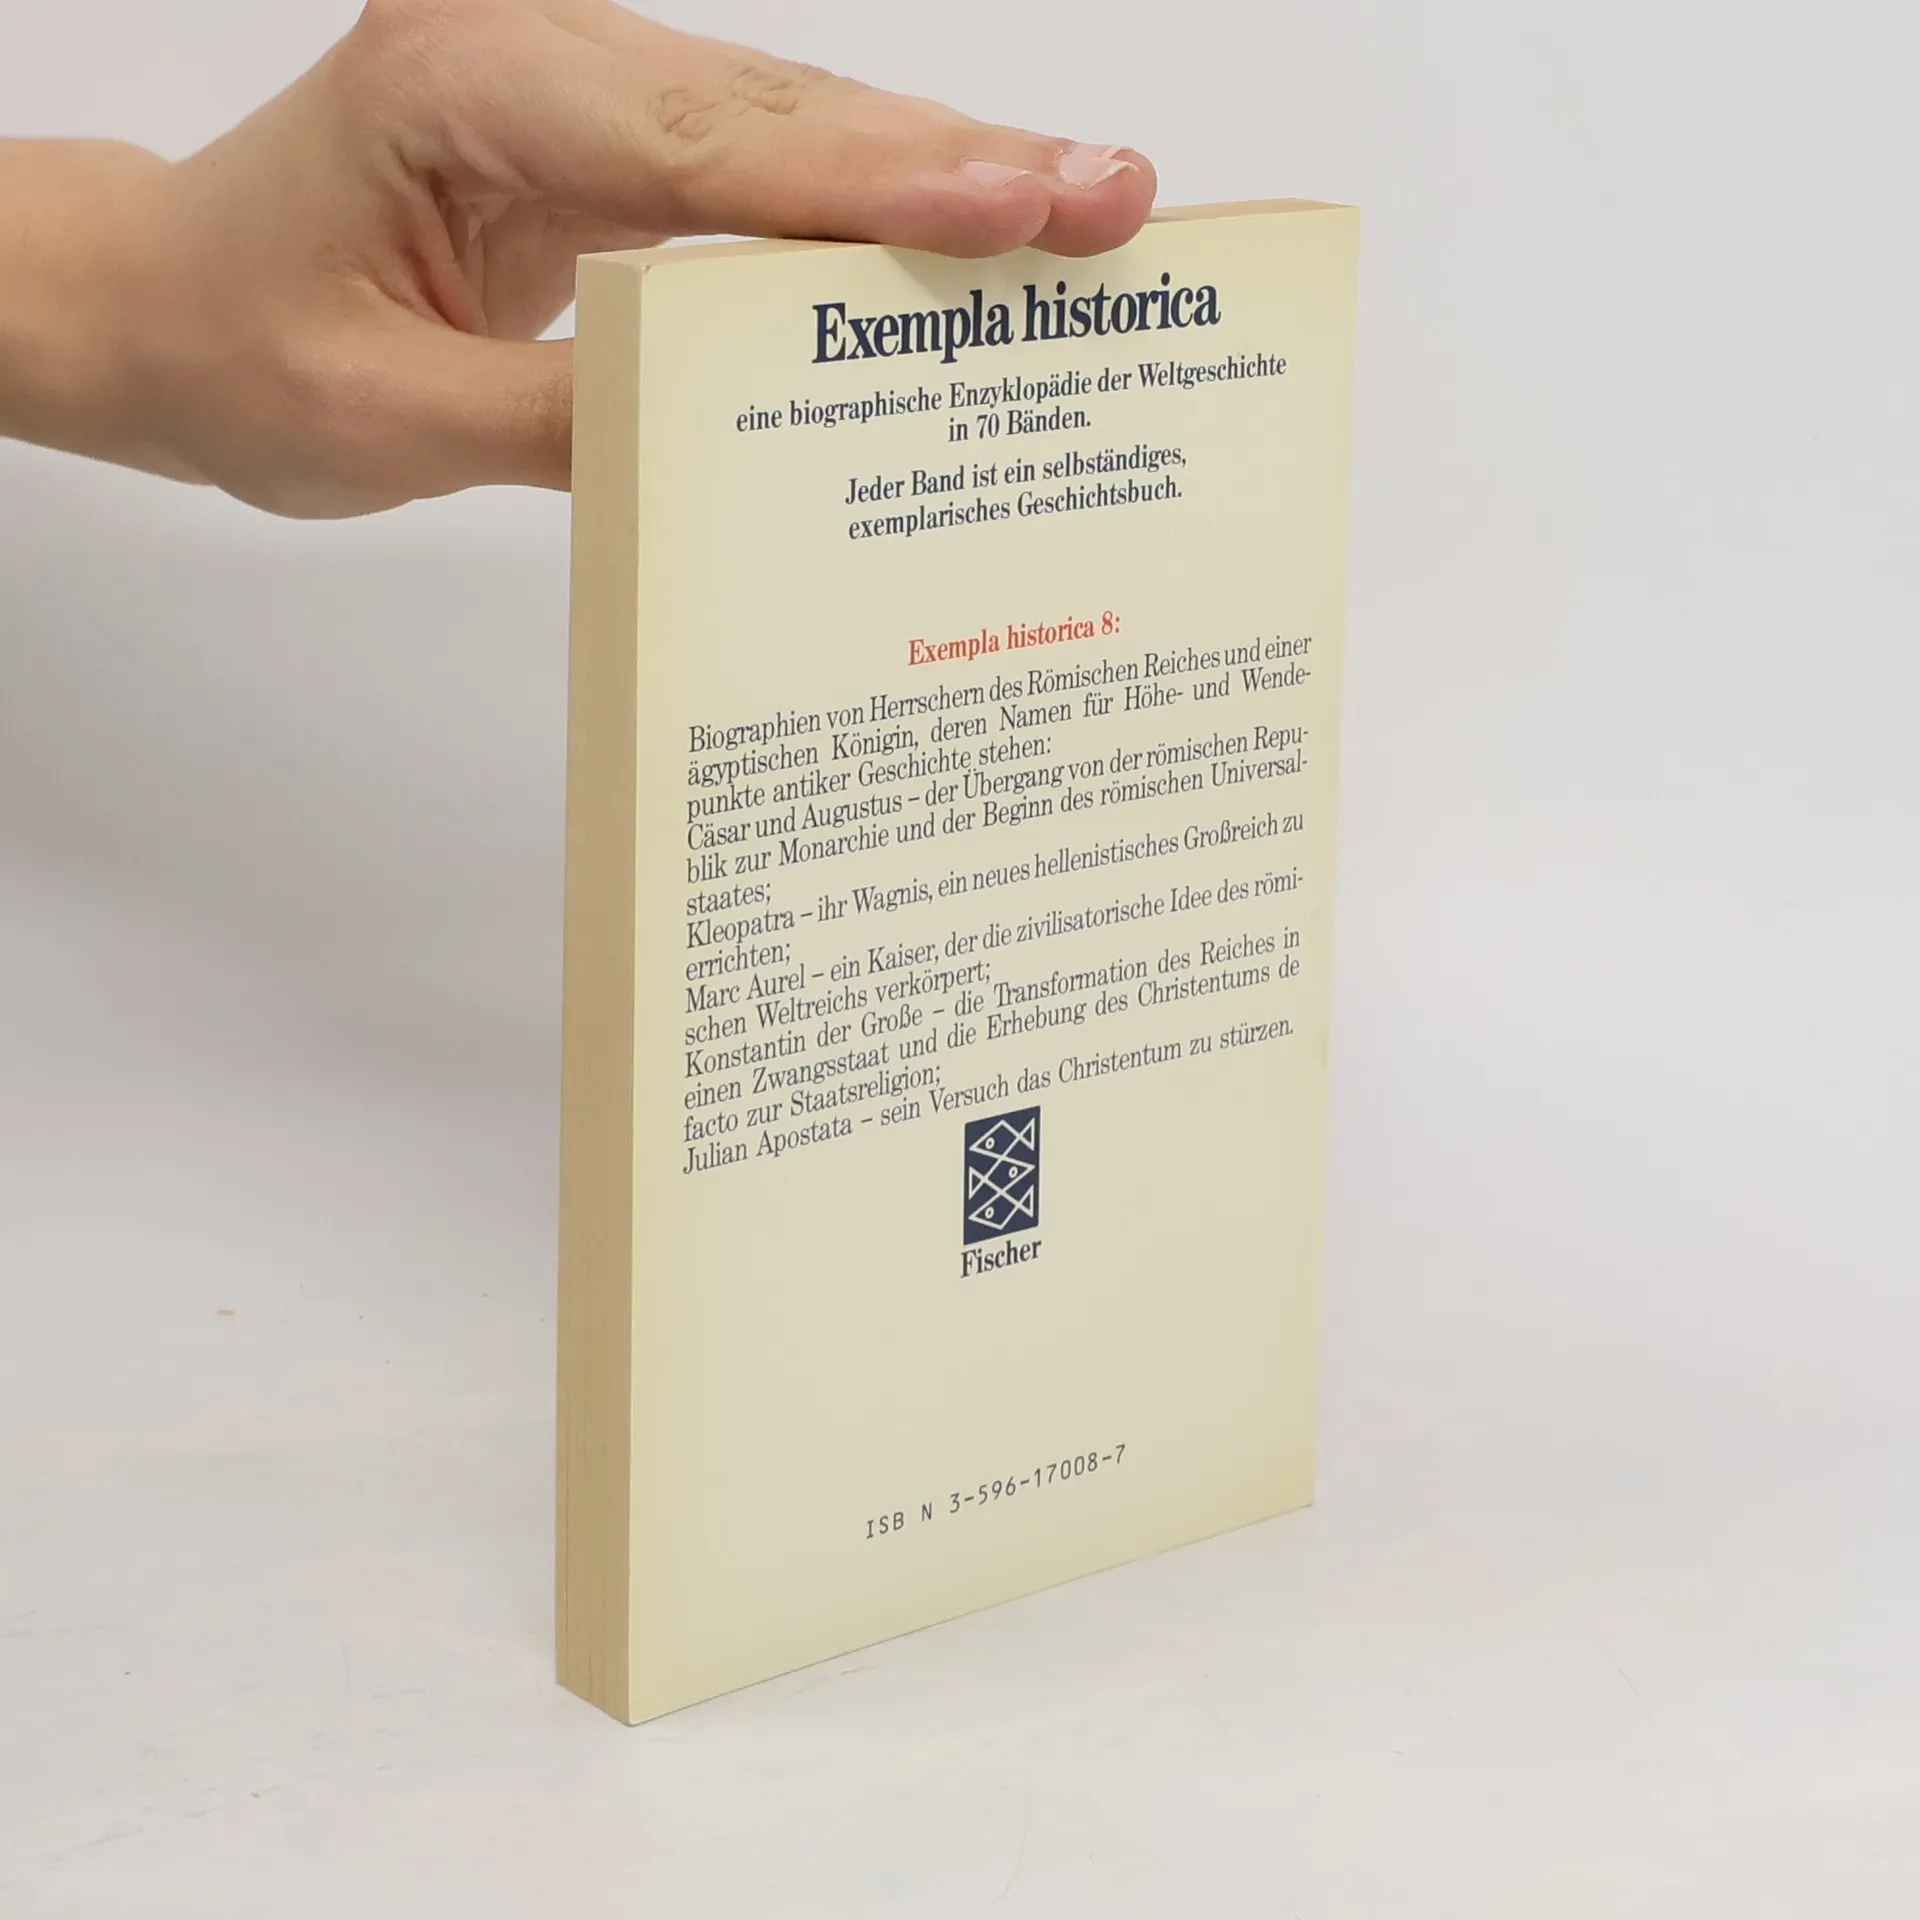 Exempla historica
eine biographische Enzyklopädie der Weltgeschichte
in 70 Bänden.
Jeder Band ist ein selbständiges,
exemplarisches Geschichtsbuch.
Exempla historica 8:
Biographien von Herrschern des Römischen Reiches und einer
ägyptischen Königin, deren Namen für Höhe- und Wende-
punkte antiker Geschichte stehen:
Cäsar und Augustus – der Übergang von der römischen Repu-
blik zur Monarchie und der Beginn des römischen Universal-
staates;
Kleopatra – ihr Wagnis, ein neues hellenistisches Großreich zu
errichten;
Marc Aurel – ein Kaiser, der die zivilisatorische Idee des römi-
schen Weltreichs verkörpert;
Konstantin der Große – die Transformation des Reiches in
einen Zwangsstaat und die Erhebung des Christentums de
facto zur Staatsreligion;
Julian Apostata – sein Versuch das Christentum zu stürzen.
Fischer
ISB N 3-596-17008-7